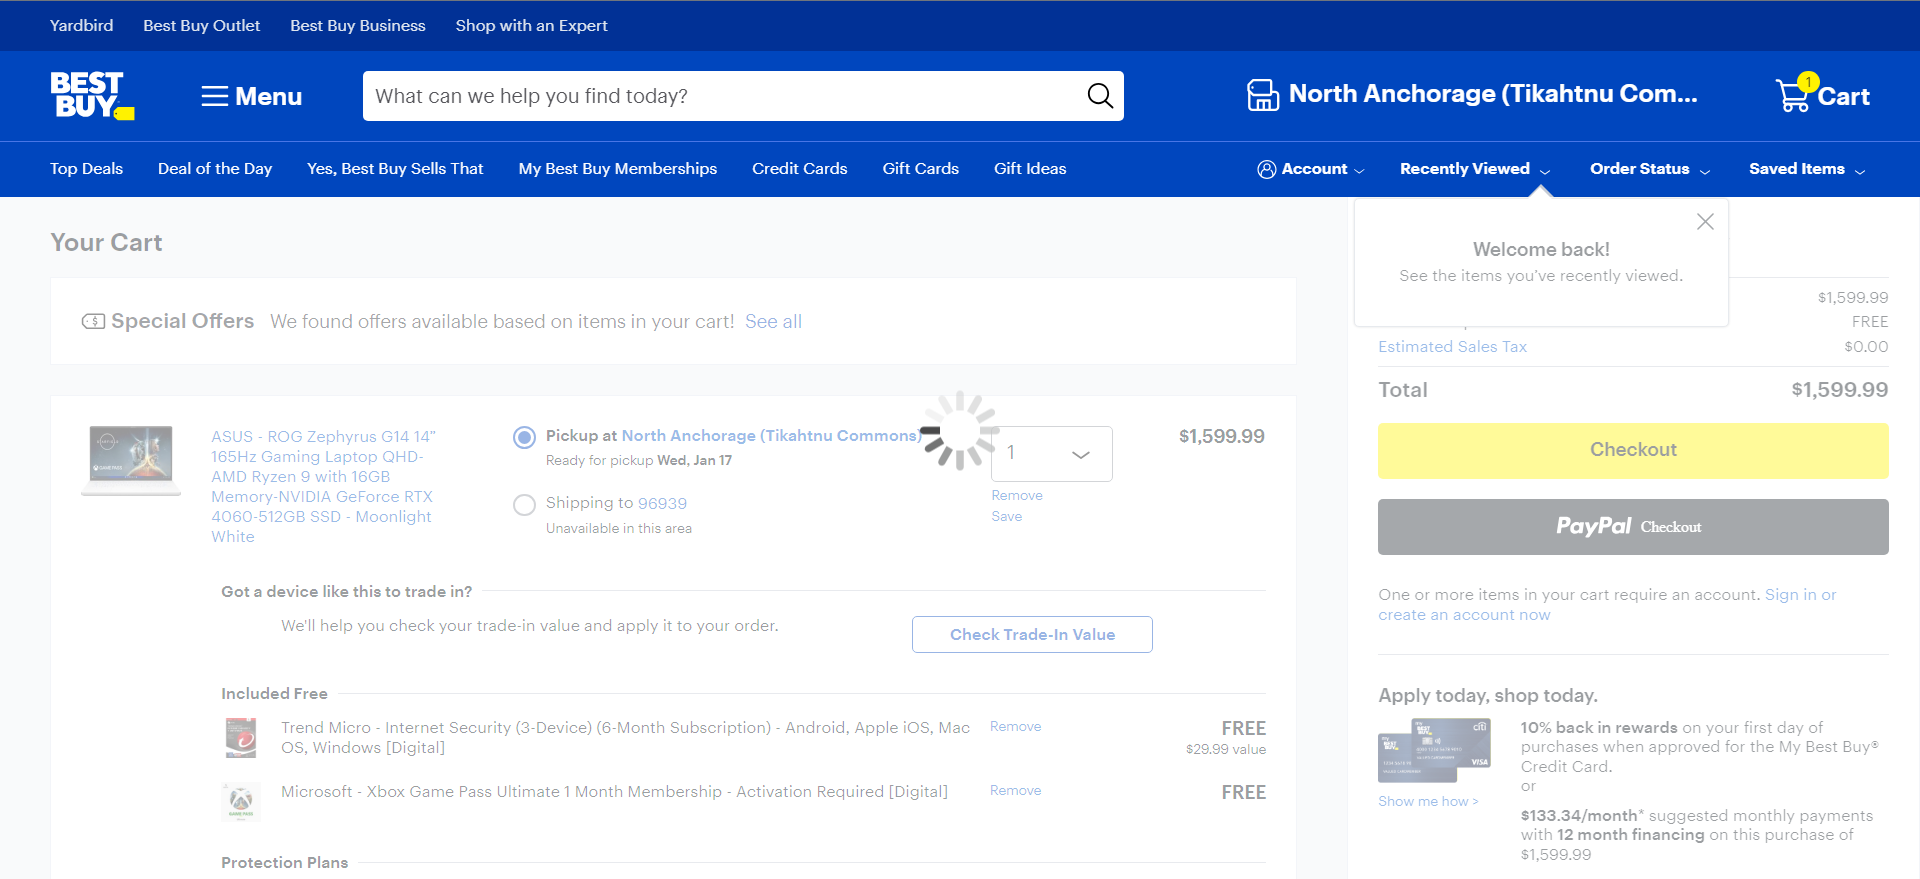 Yardbird
Best Buy Outlet
Best Buy Business
Shop with an Expert
BEST BUY
Menu
What can we help you find today?
North Anchorage (Tikahtnu Com...
1
Cart
Top Deals
Deal of the Day
Yes, Best Buy Sells That
My Best Buy Memberships
Credit Cards
Gift Cards
Gift Ideas
Account
Recently Viewed
Order Status
Saved Items
Your Cart
Special Offers
We found offers available based on items in your cart! See all
ASUS - ROG Zephyrus G14 14”
165Hz Gaming Laptop QHD-
AMD Ryzen 9 with 16GB
Memory-NVIDIA GeForce RTX
4060-512GB SSD - Moonlight
White
Pickup at North Anchorage (Tikahtnu Commons)
Ready for pickup Wed, Jan 17
Shipping to 96939
Unavailable in this area
1
Remove
Save
$1,599.99
Got a device like this to trade in?
We'll help you check your trade-in value and apply it to your order.
Check Trade-In Value
Included Free
Trend Micro - Internet Security (3-Device) (6-Month Subscription) - Android, Apple iOS, Mac
OS, Windows [Digital]
Remove
FREE
$29.99 value
Microsoft - Xbox Game Pass Ultimate 1 Month Membership - Activation Required [Digital]
Remove
FREE
Protection Plans
Welcome back!
See the items you’ve recently viewed.
$1,599.99
FREE
Estimated Sales Tax
$0.00
Total
$1,599.99
Checkout
PayPal Checkout
One or more items in your cart require an account. Sign in or
create an account now
Apply today, shop today.
my BEST BUY
citi
VISA
Show me how >
10% back in rewards on your first day of
purchases when approved for the My Best Buy®
Credit Card.
or
$133.34/month* suggested monthly payments
with 12 month financing on this purchase of
$1,599.99